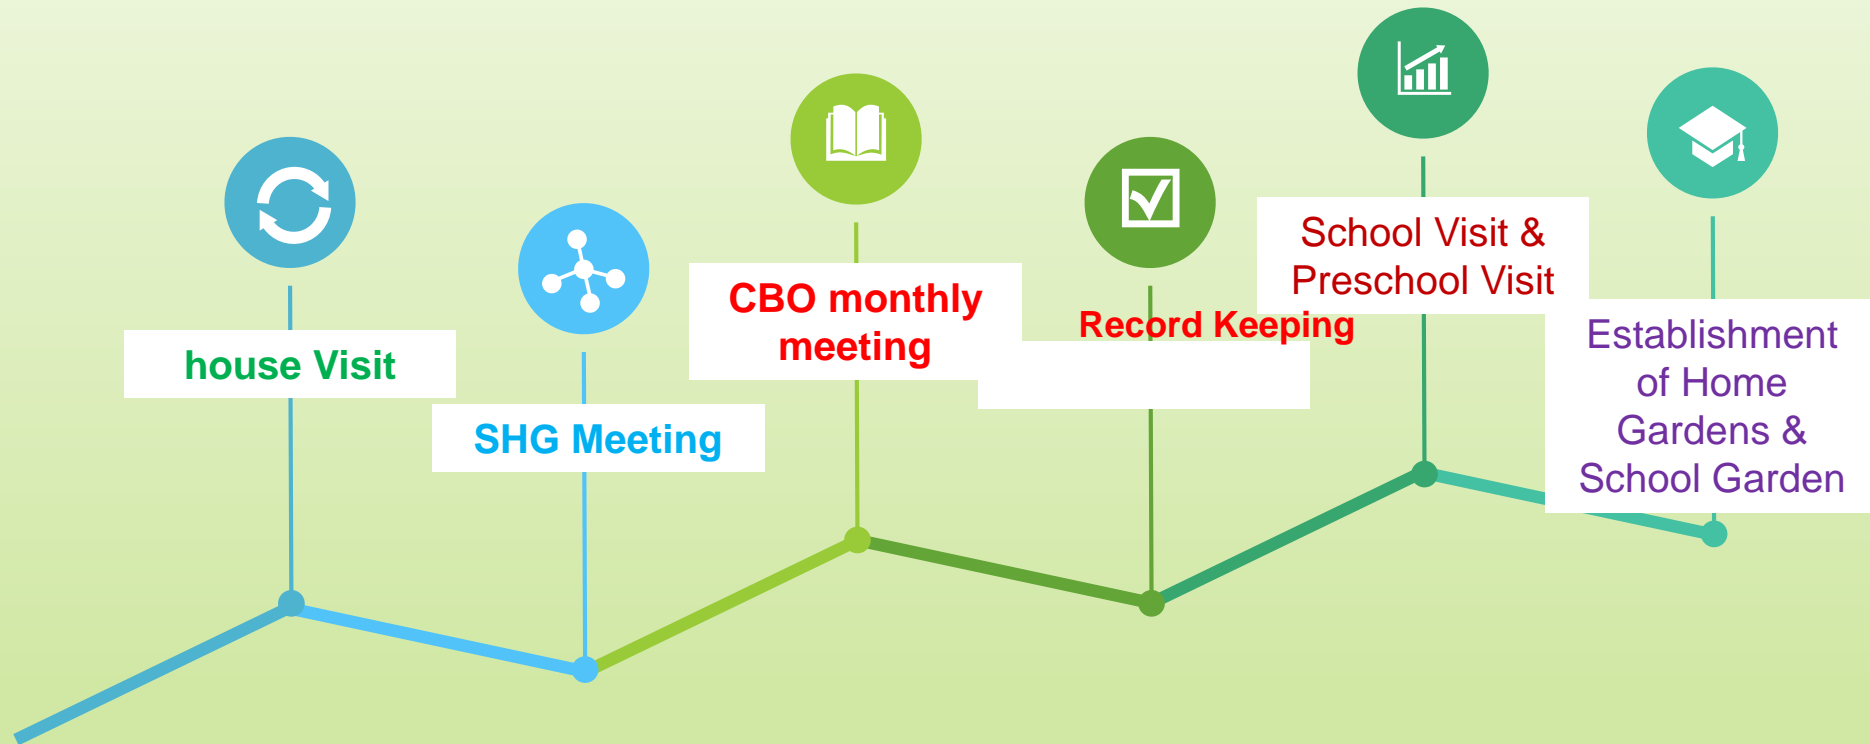 house Visit
SHG Meeting
CBO monthly
meeting
Record Keeping
School Visit &
Preschool Visit
Establishment
of Home
Gardens &
School Garden